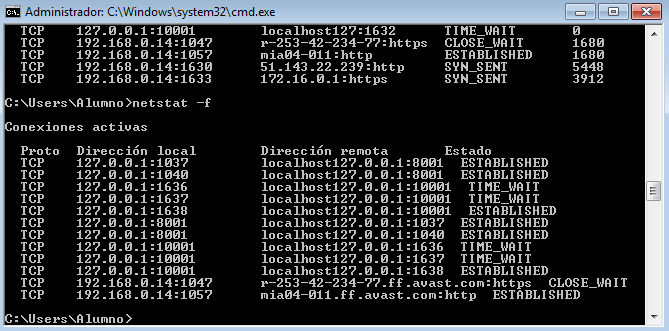 Administrador: C:\Windows\system32\cmd.exe
TCP 127.0.0.1:10001 localhost127:1632 TIME_WAIT 0
TCP 192.168.0.14:1047 r-253-42-234-77:https CLOSE_WAIT 1680
TCP 192.168.0.14:1057 mia04-011:http ESTABLISHED 1680
TCP 192.168.0.14:1630 51.143.22.239:http SYN_SENT 5448
TCP 192.168.0.14:1633 172.16.0.1:https SYN_SENT 3912
C:\Users\Alumno>netstat -f
Conexiones activas
Proto Dirección local Dirección remota Estado
TCP 127.0.0.1:1037 localhost127.0.0.1:8001 ESTABLISHED
TCP 127.0.0.1:1040 localhost127.0.0.1:8001 ESTABLISHED
TCP 127.0.0.1:1636 localhost127.0.0.1:10001 TIME_WAIT
TCP 127.0.0.1:1637 localhost127.0.0.1:10001 TIME_WAIT
TCP 127.0.0.1:1638 localhost127.0.0.1:10001 ESTABLISHED
TCP 127.0.0.1:8001 localhost127.0.0.1:1037 ESTABLISHED
TCP 127.0.0.1:8001 localhost127.0.0.1:1040 ESTABLISHED
TCP 127.0.0.1:10001 localhost127.0.0.1:1636 TIME_WAIT
TCP 127.0.0.1:10001 localhost127.0.0.1:1637 TIME_WAIT
TCP 127.0.0.1:10001 localhost127.0.0.1:1638 ESTABLISHED
TCP 192.168.0.14:1047 r-253-42-234-77.ff.avast.com:https CLOSE_WAIT
TCP 192.168.0.14:1057 mia04-011.ff.avast.com:http ESTABLISHED
C:\Users\Alumno>